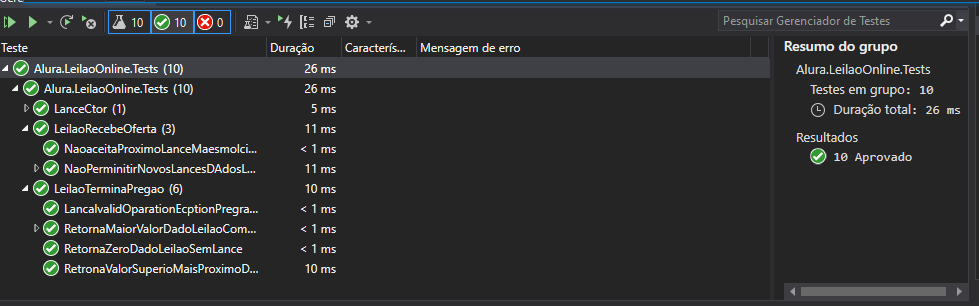 10 10 0 Pesquisar Gerenciador de Testes
Teste Duração Caracterís... Mensagem de erro
Alura.LeilaoOnline.Tests (10) 26 ms
Alura.LeilaoOnline.Tests (10) 26 ms
LanceCtor (1) 5 ms
LeilaoRecebeOferta (3) 11 ms
NaoaceitaProximoLanceMaesmolci... < 1 ms
NaoPerminitirNovosLancesDAdosL... 11 ms
LeilaoTerminaPregao (6) 10 ms
LancaIvalidOparationEcptionPregra... < 1 ms
RetornaMaiorValorDadoLeilaoCom... < 1 ms
RetornaZeroDadoLeilaoSemLance < 1 ms
RetronaValorSuperioMaisProximoD... 10 ms
Resumo do grupo
Alura.LeilaoOnline.Tests
Testes em grupo: 10
Duração total: 26 ms
Resultados
10 Aprovado